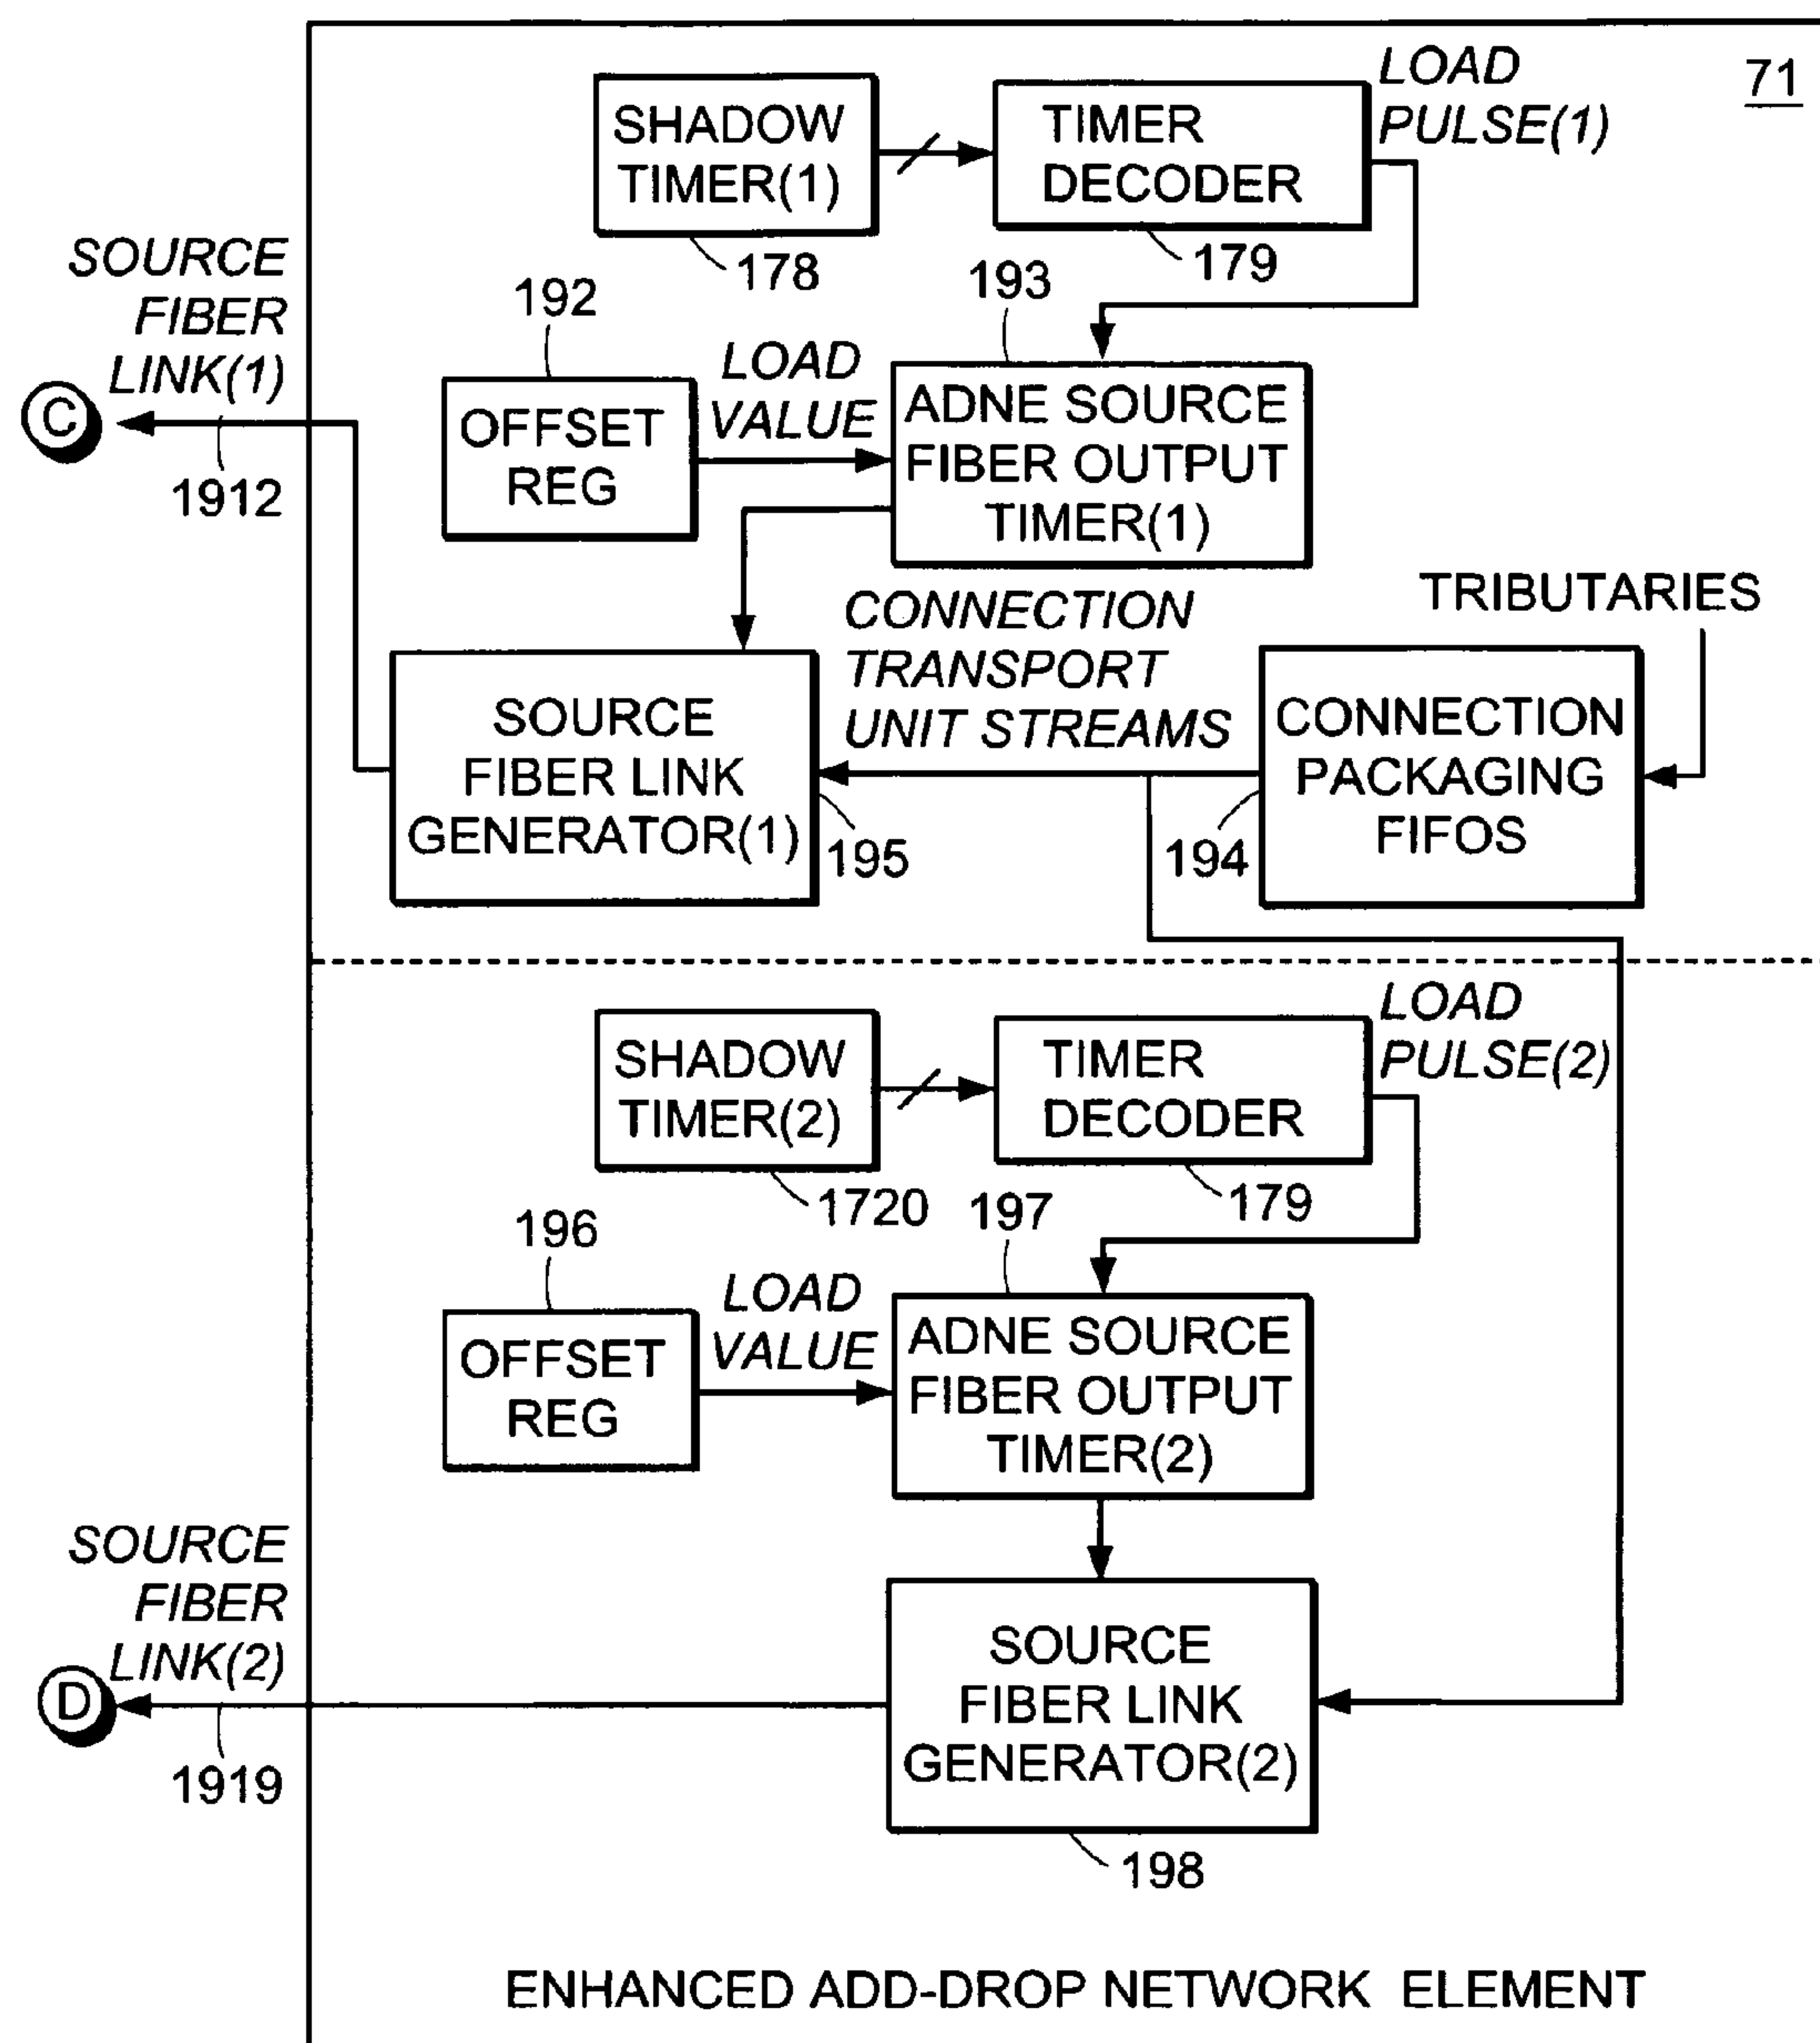 71
SHADOW
TIMER(1)
178
TIMER
DECODER
179
LOAD
PULSE(1)
SOURCE
FIBER
LINK(1)
C
1912
192
OFFSET
REG
LOAD
VALUE
193
ADNE SOURCE
FIBER OUTPUT
TIMER(1)
SOURCE
FIBER LINK
GENERATOR(1)
195
CONNECTION
TRANSPORT
UNIT STREAMS
TRIBUTARIES
CONNECTION
PACKAGING
FIFOS
194
SHADOW
TIMER(2)
1720
TIMER
DECODER
179
LOAD
PULSE(2)
196
OFFSET
REG
LOAD
VALUE
197
ADNE SOURCE
FIBER OUTPUT
TIMER(2)
SOURCE
FIBER
LINK(2)
D
1919
SOURCE
FIBER LINK
GENERATOR(2)
198
ENHANCED ADD-DROP NETWORK ELEMENT